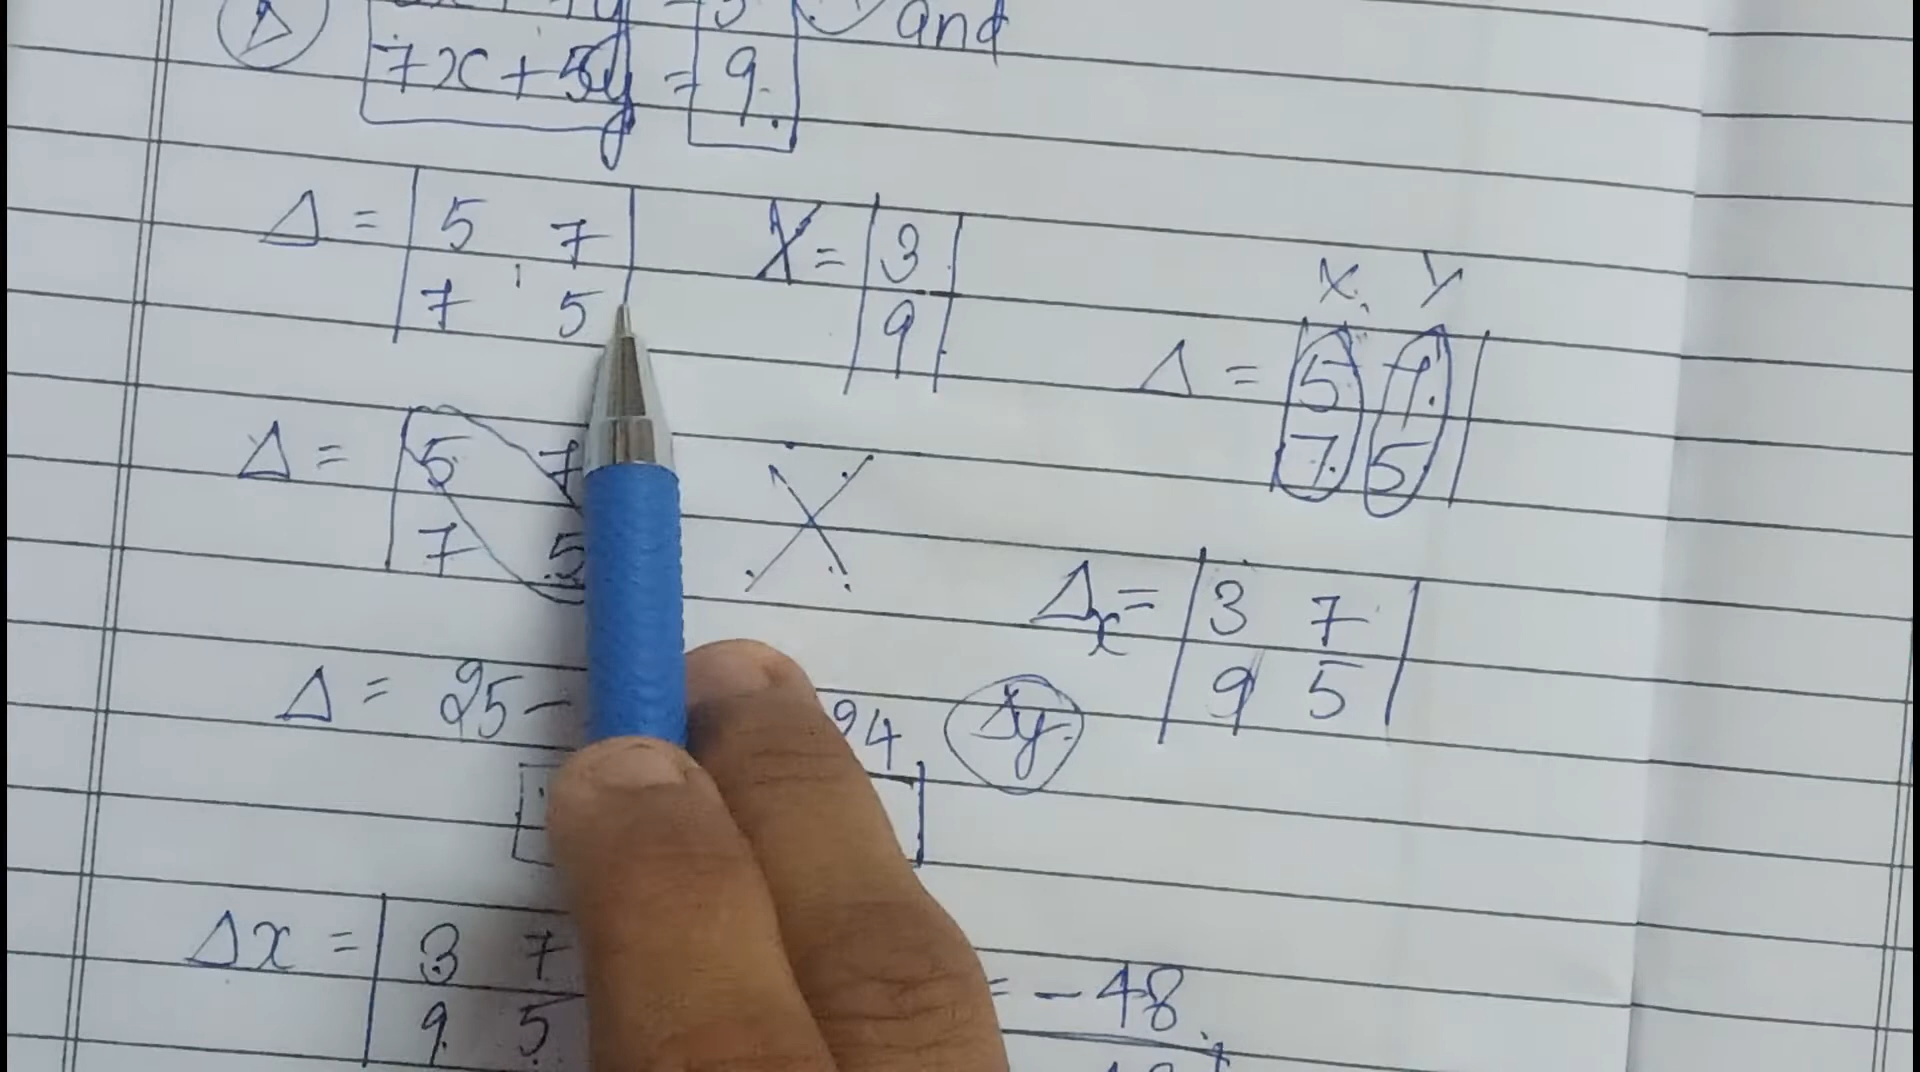 7x+5y = 9.
and
Δ = | 5 7 |
| 7 5 |
X = | 3 |
| 9 |
X. Y
Δ = | 5 7 |
| 7 5 |
Δ = | 5 7
| 7 5
Δx = | 3 7 |
| 9 5 |
Δ = 25 -
Δy
Δx = | 3 7
| 9 5
= -48